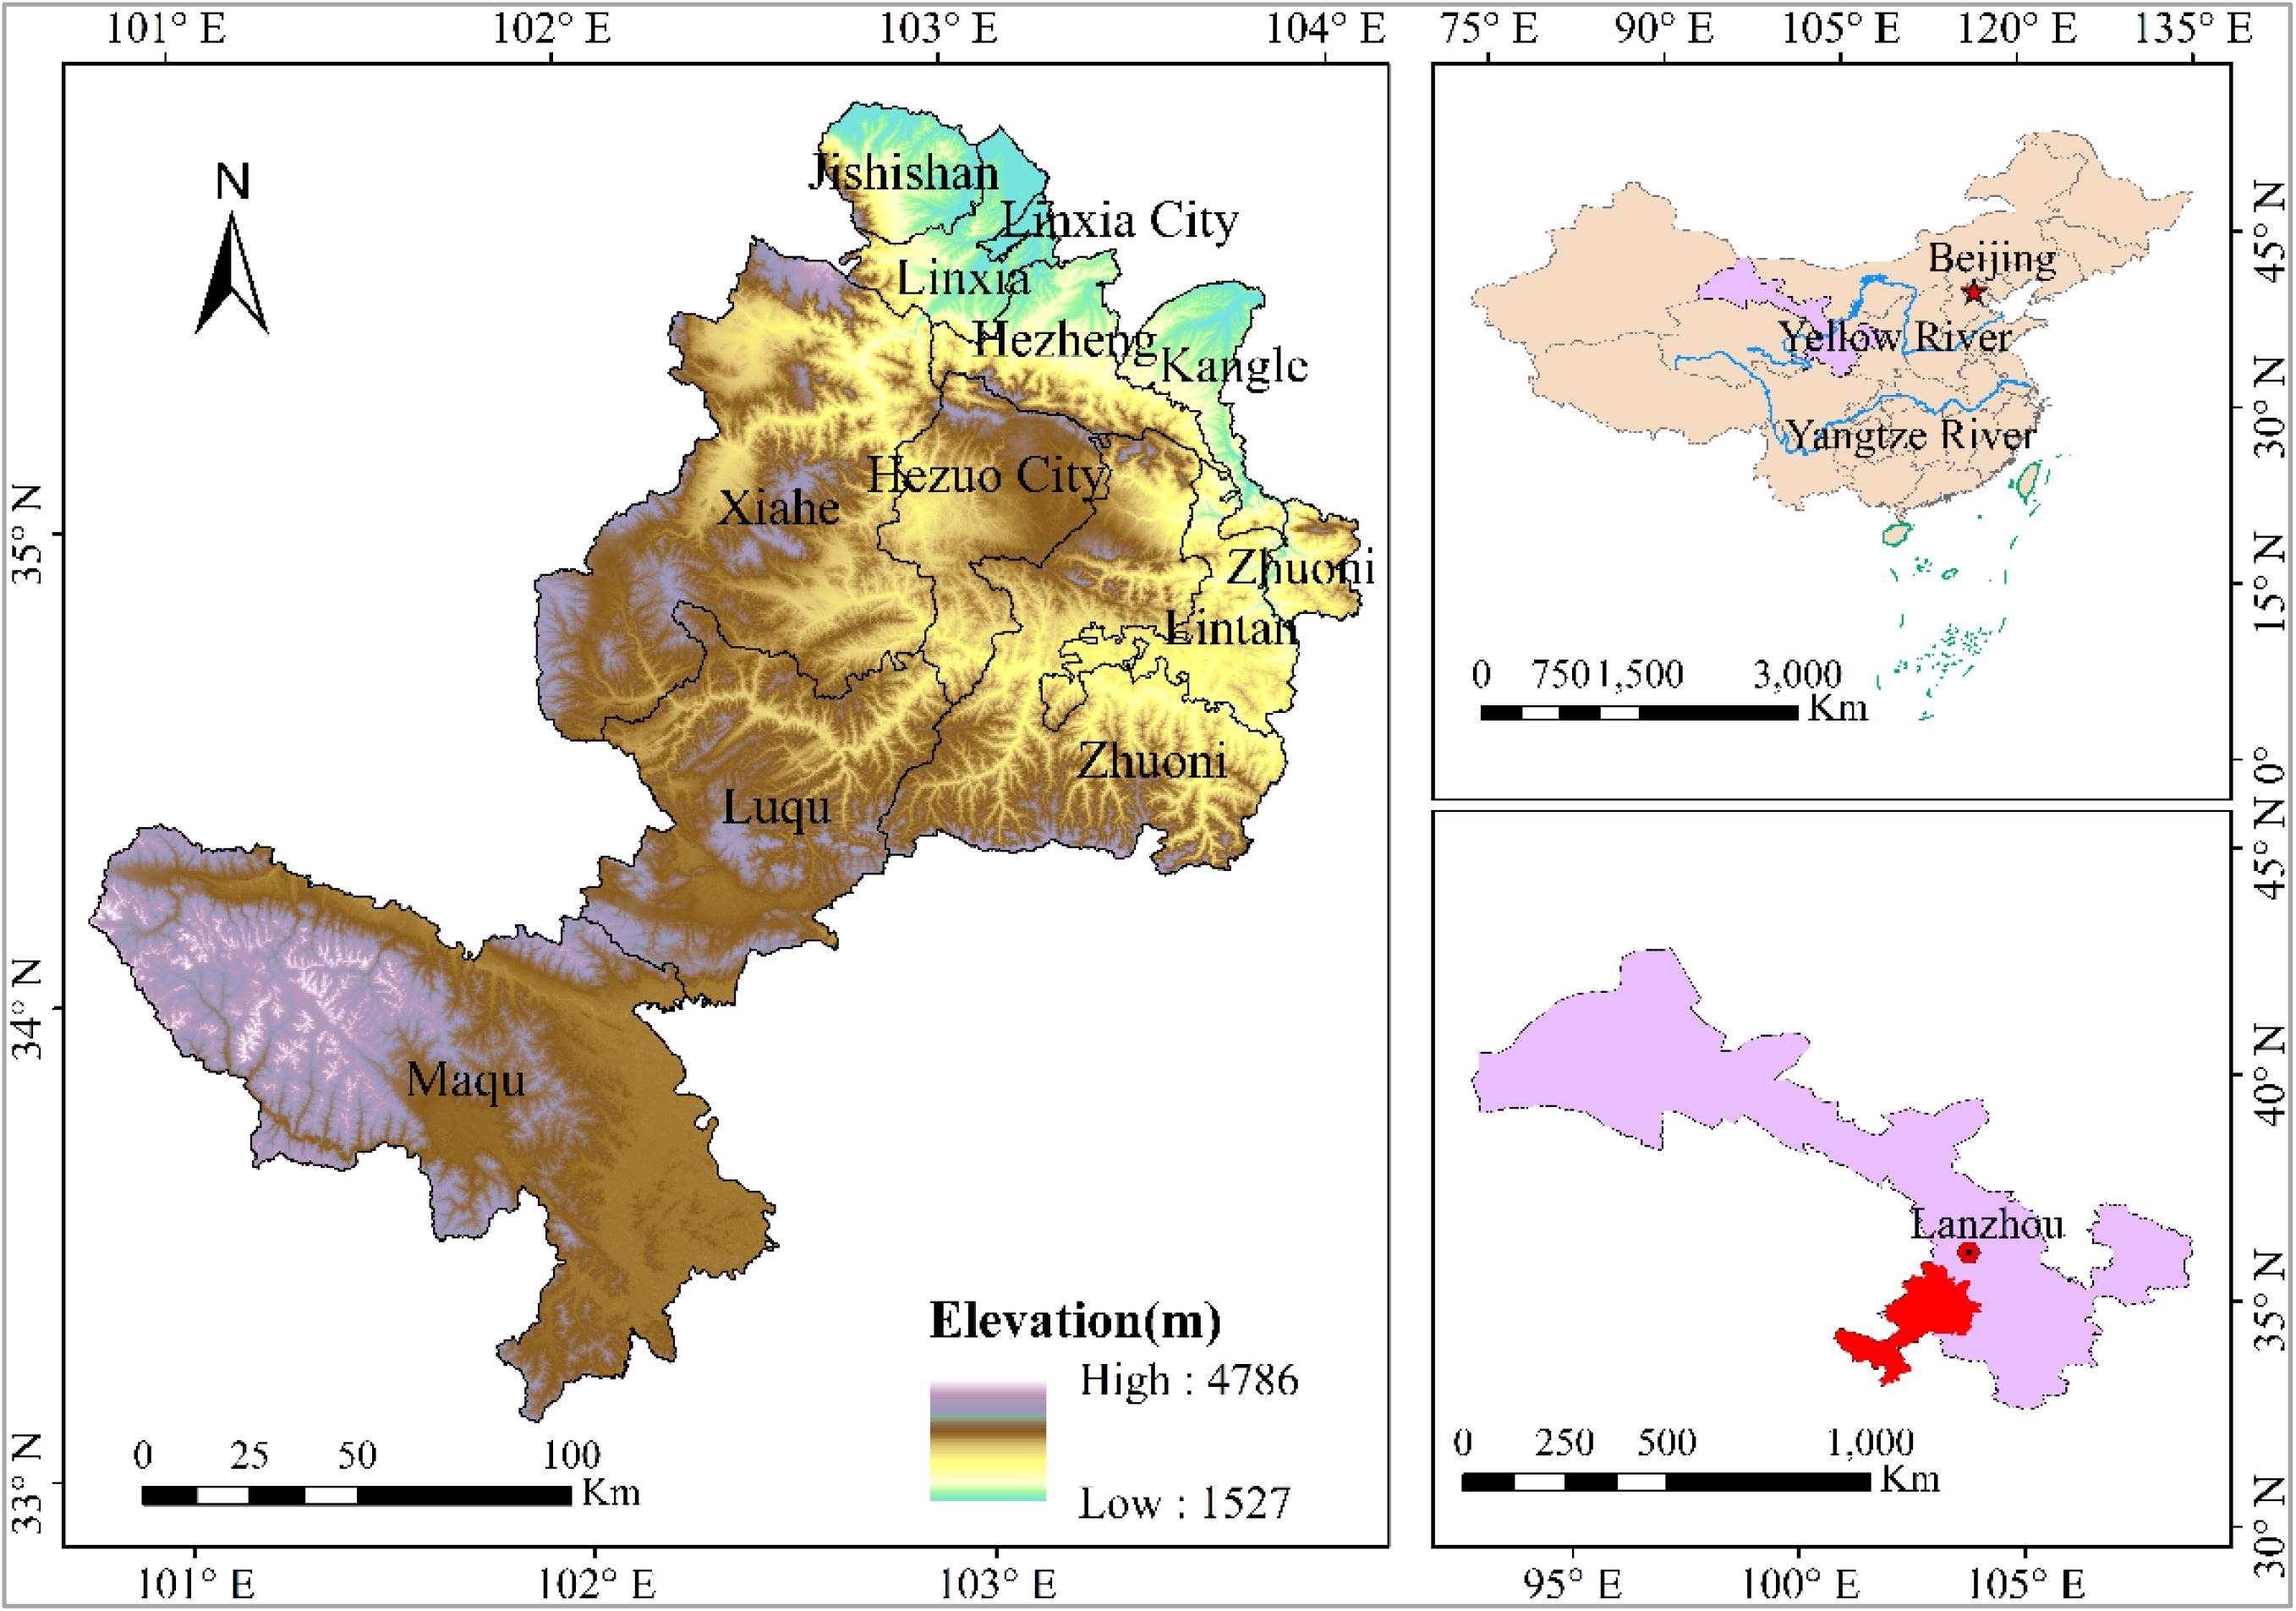 101° E 102° E 103° E 104° E
75° E 90° E 105° E 120° E 135° E
N
Jishishan
Linxia City
Linxia
Hezheng
Kangle
Hezuo City
Xiahe
Zhuoni
Lintan
Zhuoni
Luqu
Maqu
35° N
34° N
33° N
Elevation(m)
High : 4786
Low : 1527
0 25 50 100
Km
101° E 102° E 103° E
Beijing
Yellow River
Yangtze River
0 750 1,500 3,000
Km
45° N
30° N
15° N
0°
Lanzhou
0 250 500 1,000
Km
45° N
40° N
35° N
30° N
95° E 100° E 105° E